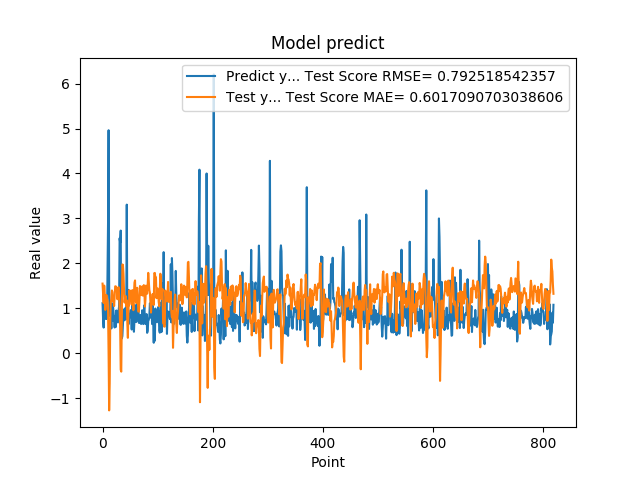 Model predict
Predict y... Test Score RMSE= 0.792518542357
Test y... Test Score MAE= 0.6017090703038606
Real value
6
5
4
3
2
1
0
−1
0 200 400 600 800
Point